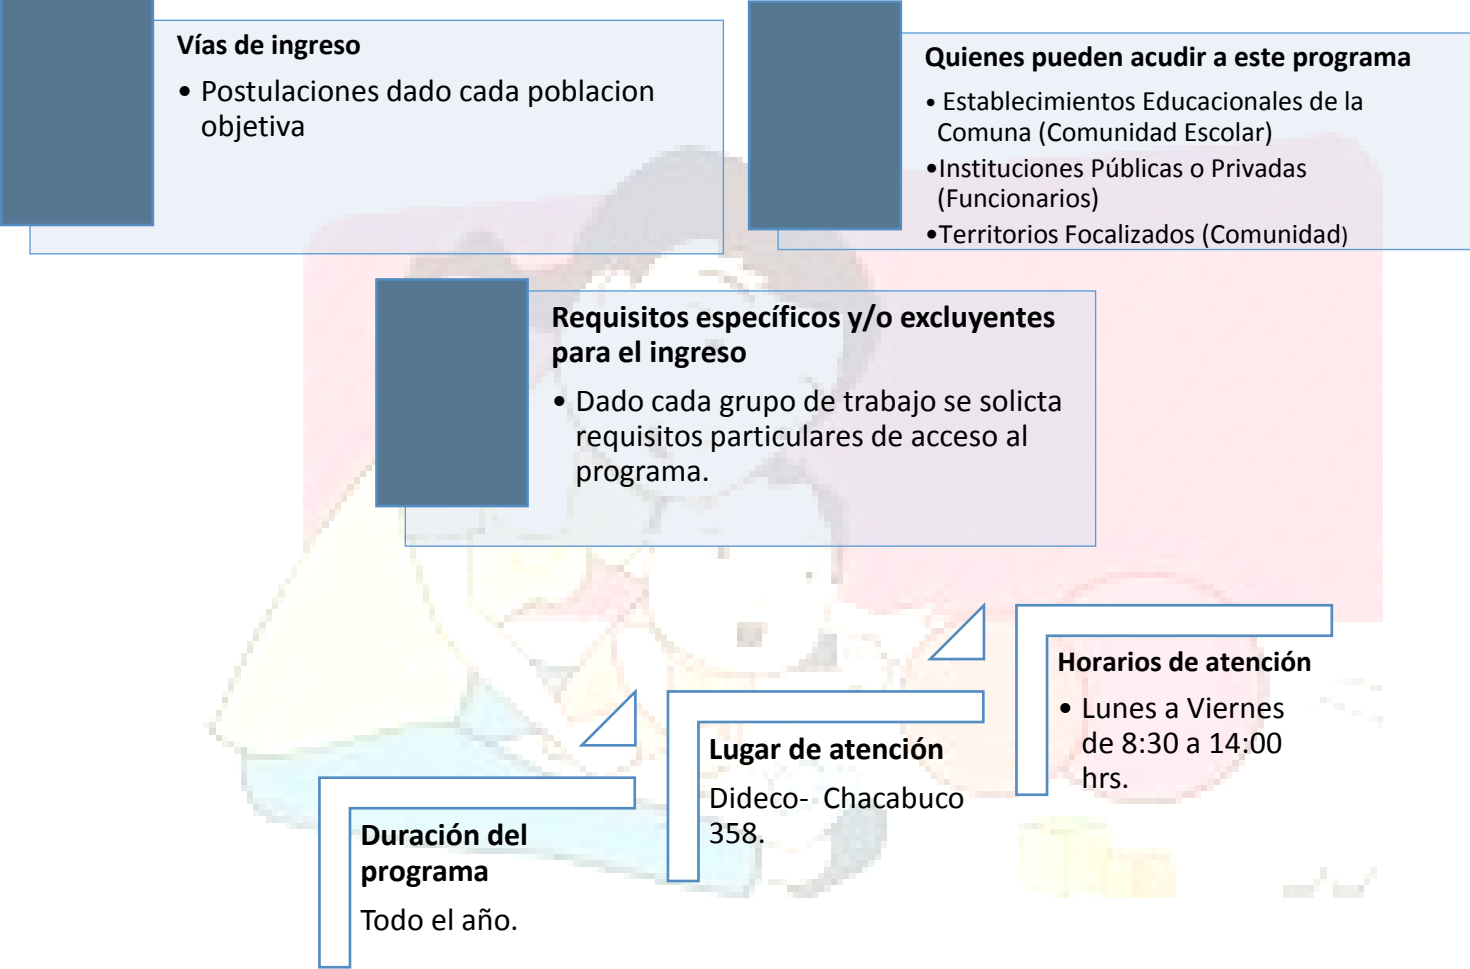 Vías de ingreso
• Postulaciones dado cada poblacion
objetiva
Quienes pueden acudir a este programa
• Establecimientos Educacionales de la
Comuna (Comunidad Escolar)
•Instituciones Públicas o Privadas
(Funcionarios)
•Territorios Focalizados (Comunidad)
Requisitos específicos y/o excluyentes
para el ingreso
• Dado cada grupo de trabajo se solicta
requisitos particulares de acceso al
programa.
Duración del
programa
Todo el año.
Lugar de atención
Dideco- Chacabuco
358.
Horarios de atención
• Lunes a Viernes
de 8:30 a 14:00
hrs.